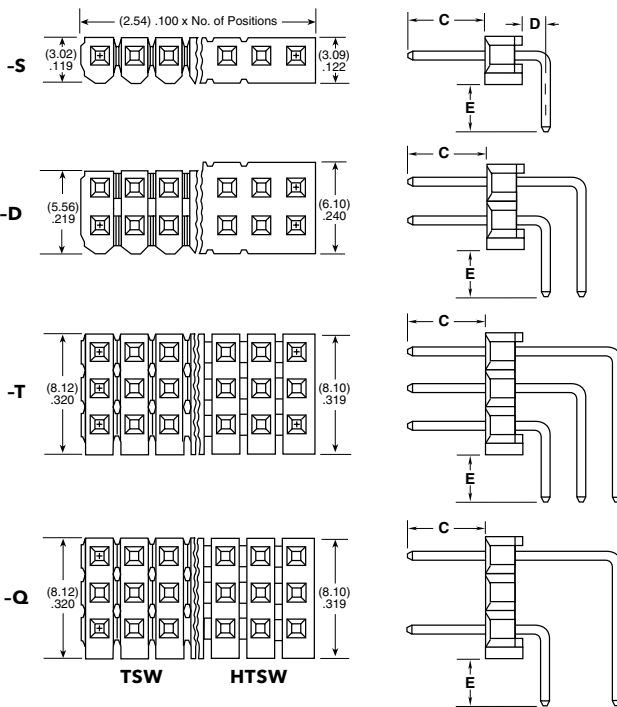 (2.54) .100 x No. of Positions
C
D
-S
(3.02)
.119
(3.09)
.122
E
C
-D
(5.56)
.219
(6.10)
.240
E
C
-T
(8.12)
.320
(8.10)
.319
E
C
-Q
(8.12)
.320
(8.10)
.319
E
TSW
HTSW